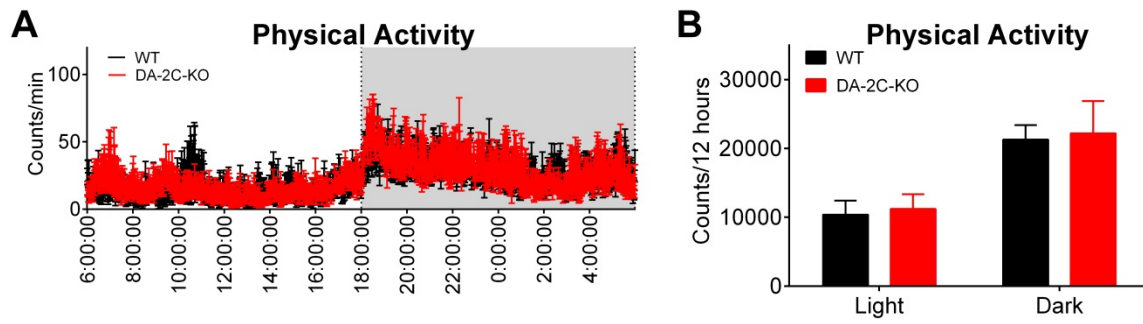 A
Physical Activity
WT
DA-2C-KO
Counts/min
100
50
0
6:00:00
8:00:00
10:00:00
12:00:00
14:00:00
16:00:00
18:00:00
20:00:00
22:00:00
0:00:00
2:00:00
4:00:00
B
Physical Activity
WT
DA-2C-KO
Counts/12 hours
30000
20000
10000
0
Light
Dark